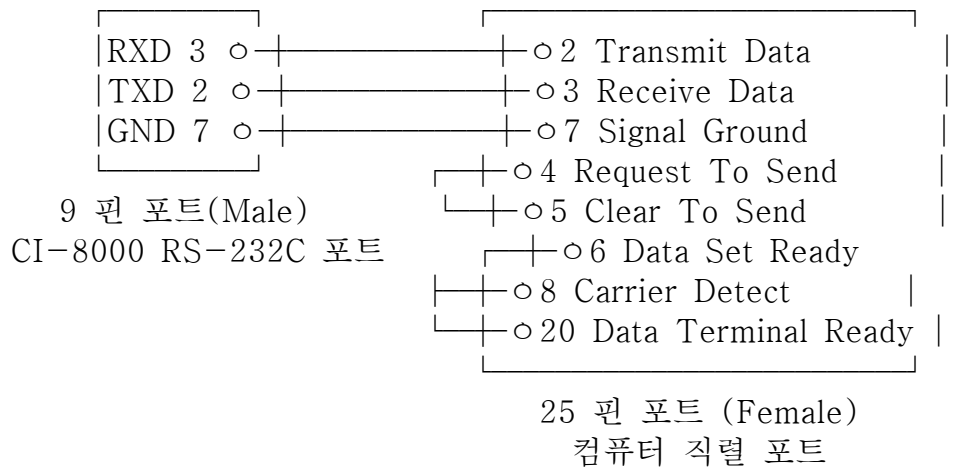 RXD 3 2 Transmit Data
TXD 2 3 Receive Data
GND 7 7 Signal Ground
4 Request To Send
9 핀 포트(Male) 5 Clear To Send
CI-8000 RS-232C 포트 6 Data Set Ready
8 Carrier Detect
20 Data Terminal Ready
25 핀 포트 (Female)
컴퓨터 직렬 포트